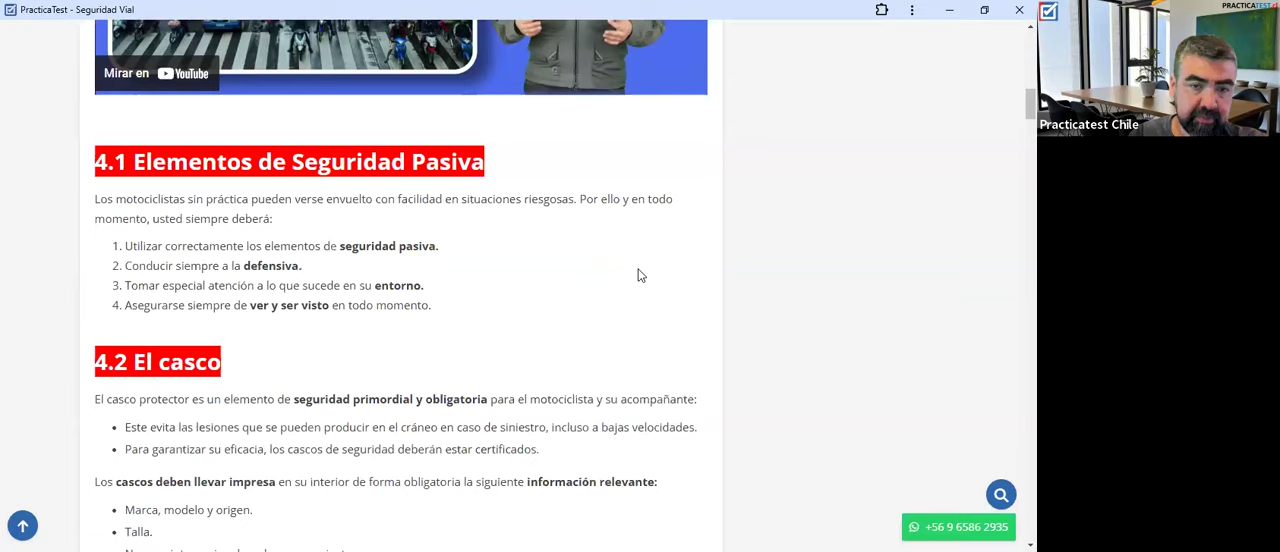 PracticaTest - Seguridad Vial
PRACTICATEST.cl
Mirar en YouTube
Practicatest Chile
4.1 Elementos de Seguridad Pasiva
Los motociclistas sin práctica pueden verse envuelto con facilidad en situaciones riesgosas. Por ello y en todo
momento, usted siempre deberá:
1. Utilizar correctamente los elementos de seguridad pasiva.
2. Conducir siempre a la defensiva.
3. Tomar especial atención a lo que sucede en su entorno.
4. Asegurarse siempre de ver y ser visto en todo momento.
4.2 El casco
El casco protector es un elemento de seguridad primordial y obligatoria para el motociclista y su acompañante:
• Este evita las lesiones que se pueden producir en el cráneo en caso de siniestro, incluso a bajas velocidades.
• Para garantizar su eficacia, los cascos de seguridad deberán estar certificados.
Los cascos deben llevar impresa en su interior de forma obligatoria la siguiente información relevante:
• Marca, modelo y origen.
• Talla.
+56 9 6586 2935